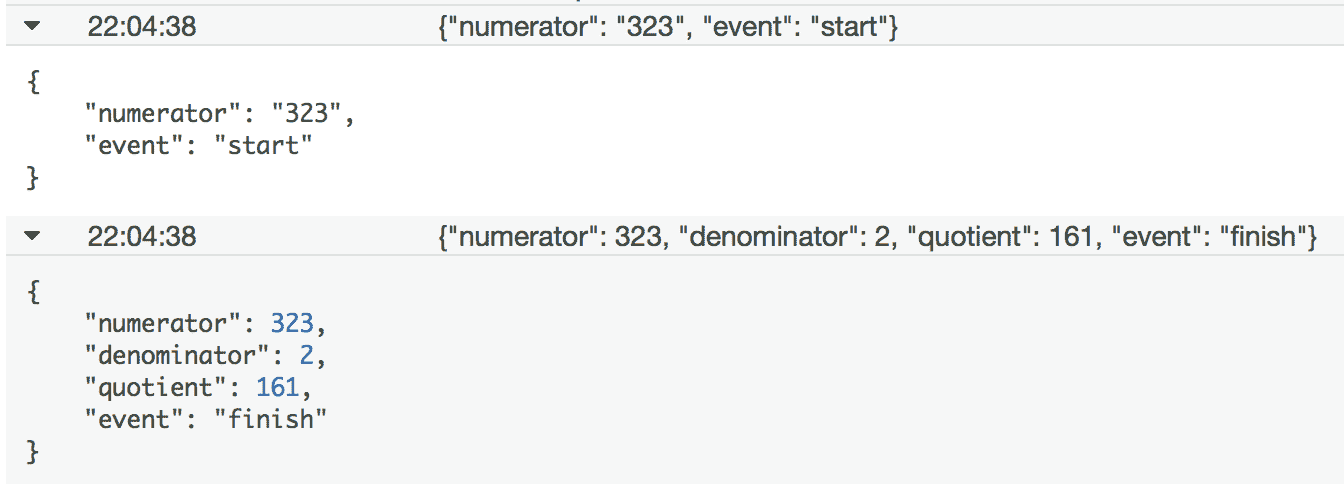 22:04:38 {"numerator": "323", "event": "start"}
{
"numerator": "323",
"event": "start"
}
22:04:38 {"numerator": 323, "denominator": 2, "quotient": 161, "event": "finish"}
{
"numerator": 323,
"denominator": 2,
"quotient": 161,
"event": "finish"
}